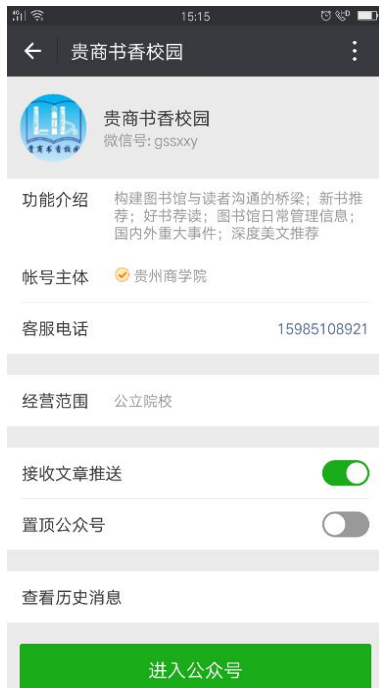 15:15
贵商书香校园
贵商书香校园
微信号: gssxxy
功能介绍
构建图书馆与读者沟通的桥梁；新书推
荐；好书荐读；图书馆日常管理信息；
国内外重大事件；深度美文推荐
帐号主体 贵州商学院
客服电话 15985108921
经营范围 公立院校
接收文章推送
置顶公众号
查看历史消息
进入公众号